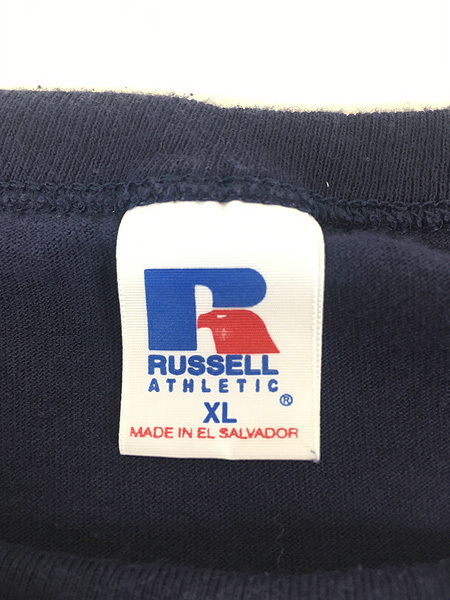 R
RUSSELL
ATHLETIC ®
XL
MADE IN EL SALVADOR